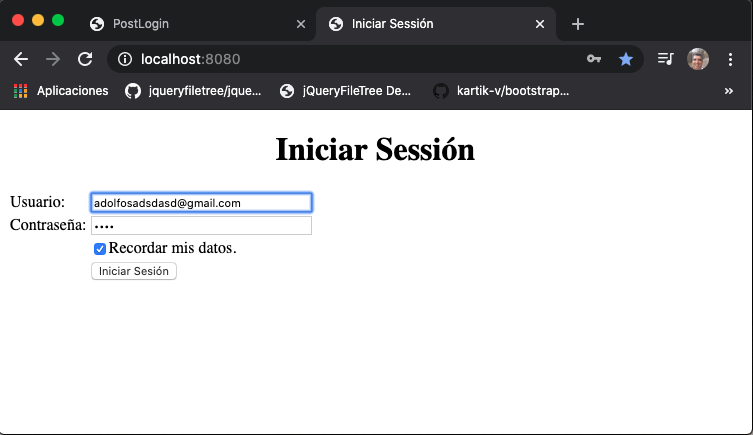 PostLogin
Iniciar Sessión
localhost:8080
Aplicaciones jqueryfiletree/jque... jQueryFileTree De... kartik-v/bootstrap... »
Iniciar Sessión
Usuario: adolfosadsdasd@gmail.com
Contraseña: ••••
Recordar mis datos.
Iniciar Sesión